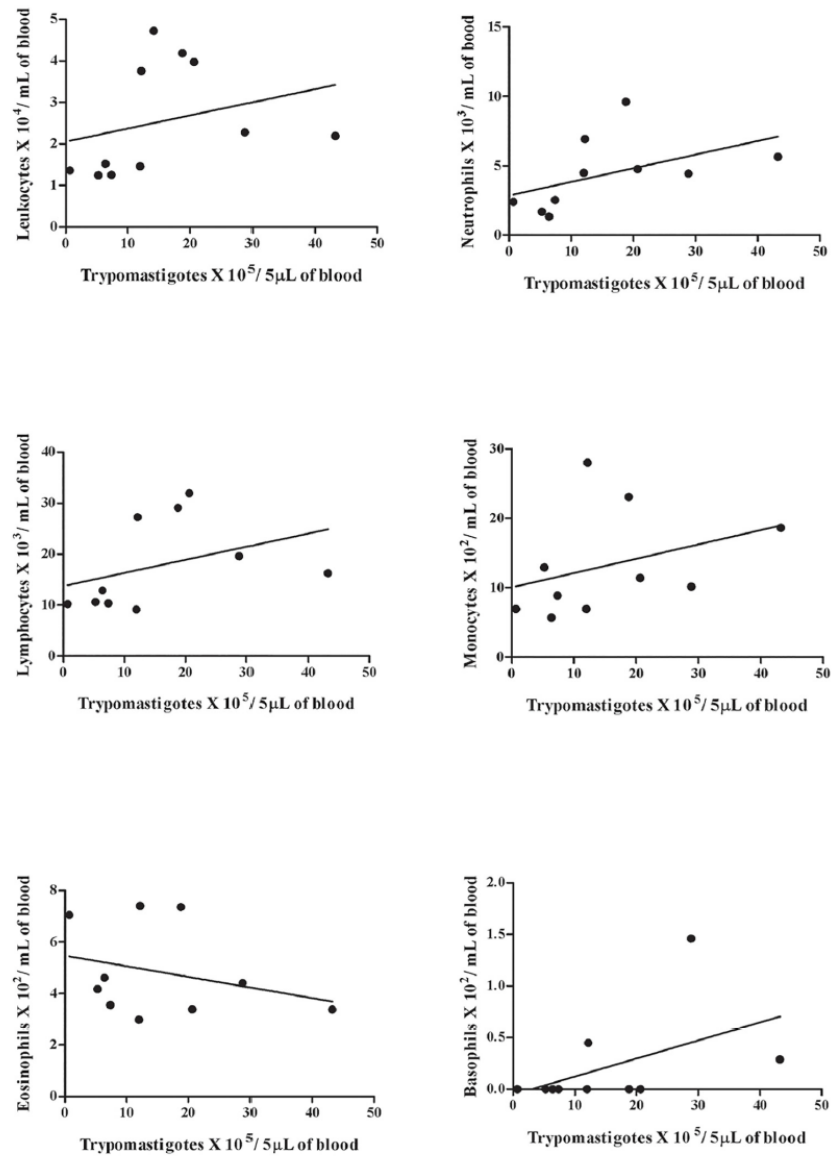 Leukocytes X 10⁻⁴/ mL of blood
5
4
3
2
1
0
0 10 20 30 40 50
Trypomastigotes X 10⁵/ 5μL of blood
Neutrophils X 10³/ mL of bood
15
10
5
0
0 10 20 30 40 50
Trypomastigotes X 10⁵/ 5μL of blood
Lymphocytes X 10³/ mL of blood
40
30
20
10
0
0 10 20 30 40 50
Trypomastigotes X 10⁵/ 5μL of blood
Monocytes X 10²/ mL of blood
30
20
10
0
0 10 20 30 40 50
Trypomastigotes X 10⁵/ 5μL of blood
Eosinophils X 10²/ mL of blood
8
6
4
2
0
0 10 20 30 40 50
Trypomastigotes X 10⁵/ 5μL of blood
Basophils X 10²/ mL of blood
2.0
1.5
1.0
0.5
0.0
0 10 20 30 40 50
Trypomastigotes X 10⁵/ 5μL of blood